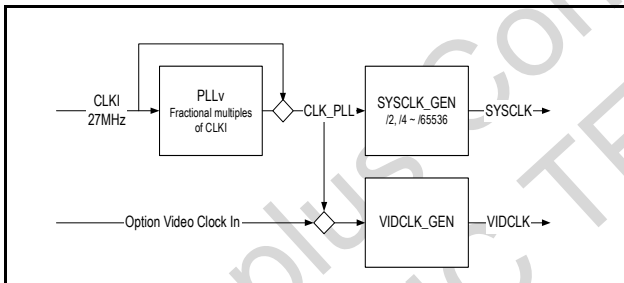 CLKI
27MHz
PLLv
Fractional multiples
of CLKI
CLK_PLL
SYSCLK_GEN
/2, /4 ~ /65536
SYSCLK
Option Video Clock In
VIDCLK_GEN
VIDCLK